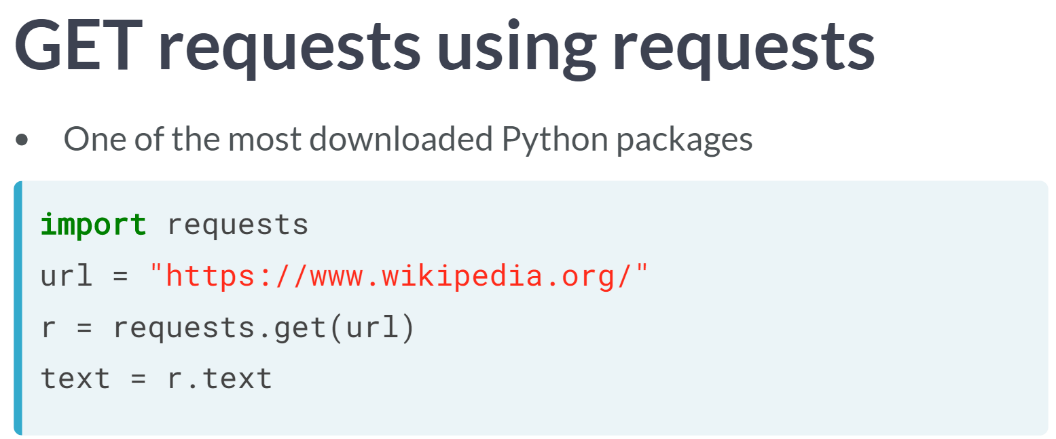 GET requests using requests
• One of the most downloaded Python packages
import requests
url = "https://www.wikipedia.org/"
r = requests.get(url)
text = r.text